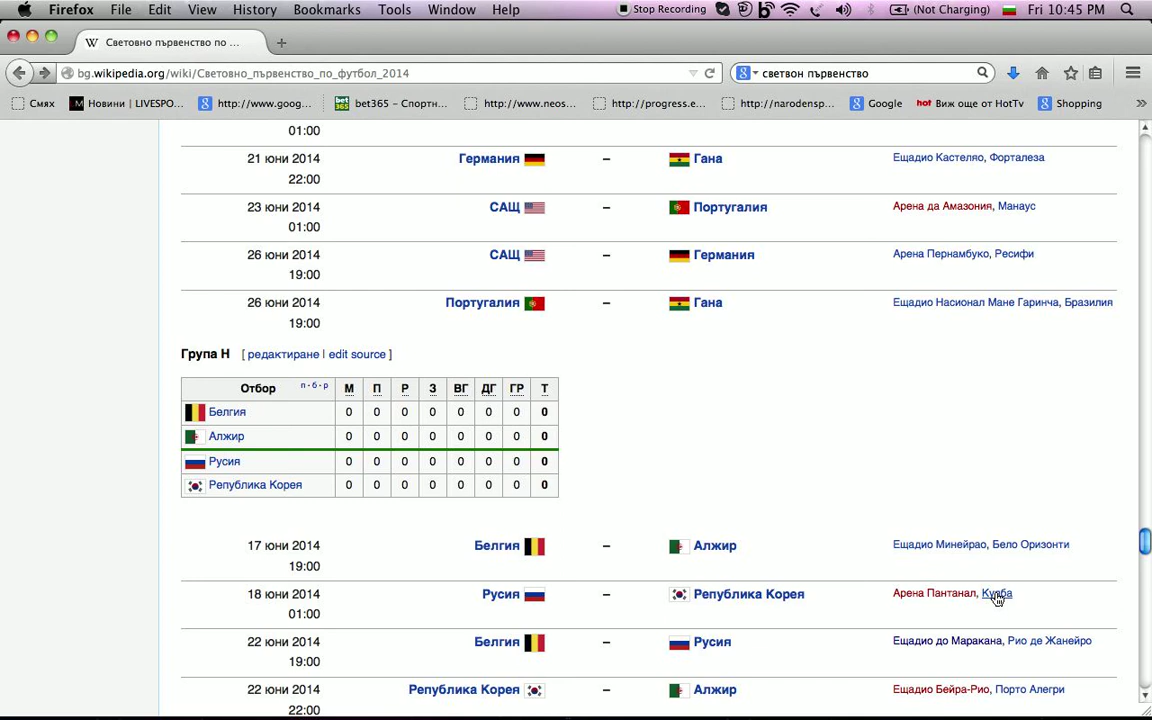 Firefox File Edit View History Bookmarks Tools Window Help Stop Recording (Not Charging) Fri 10:45 PM
Световно първенство по ...
bg.wikipedia.org/wiki/Световно_първенство_по_футбол_2014 светвон първенство
Смях Новини | LIVESPO... http://www.goog... bet365 – Спортн... http://www.neos... http://progress.e... http://narodensp... Google Виж още от HotTv Shopping
01:00
21 юни 2014 Германия – Гана Ещадио Кастеляо, Форталеза
22:00
23 юни 2014 САЩ – Португалия Арена да Амазония, Манаус
01:00
26 юни 2014 САЩ – Германия Арена Пернамбуко, Ресифи
19:00
26 юни 2014 Португалия – Гана Ещадио Насионал Мане Гаринча, Бразилия
19:00
Група H [ редактиране | edit source ]
Отбор п·б·р М П Р З ВГ ДГ ГР Т
Белгия 0 0 0 0 0 0 0 0
Алжир 0 0 0 0 0 0 0 0
Русия 0 0 0 0 0 0 0 0
Република Корея 0 0 0 0 0 0 0 0
17 юни 2014 Белгия – Алжир Ещадио Минейрао, Бело Оризонти
19:00
18 юни 2014 Русия – Република Корея Арена Пантанал,
01:00
22 юни 2014 Белгия – Русия Ещадио до Маракана, Рио де Жанейро
19:00
22 юни 2014 Република Корея – Алжир Ещадио Бейра-Рио, Порто Алегри
22:00